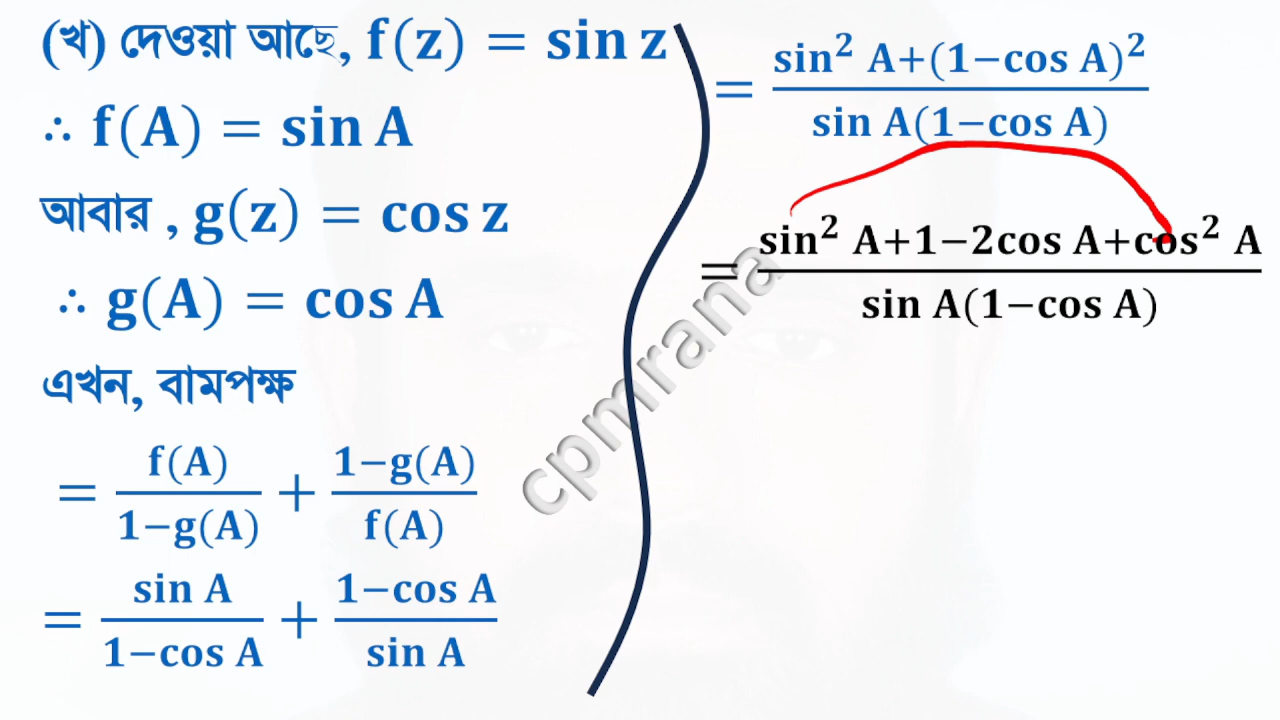 (খ) দেওয়া আছে, f(z) = sin z
∴ f(A) = sin A
আবার , g(z) = cos z
∴ g(A) = cos A
এখন, বামপক্ষ
= f(A)/1−g(A) + 1−g(A)/f(A)
= sin A/1−cos A + 1−cos A/sin A
= sin² A+(1−cos A)²/sin A(1−cos A)
= sin² A+1−2cos A+cos² A/sin A(1−cos A)
cpmrana